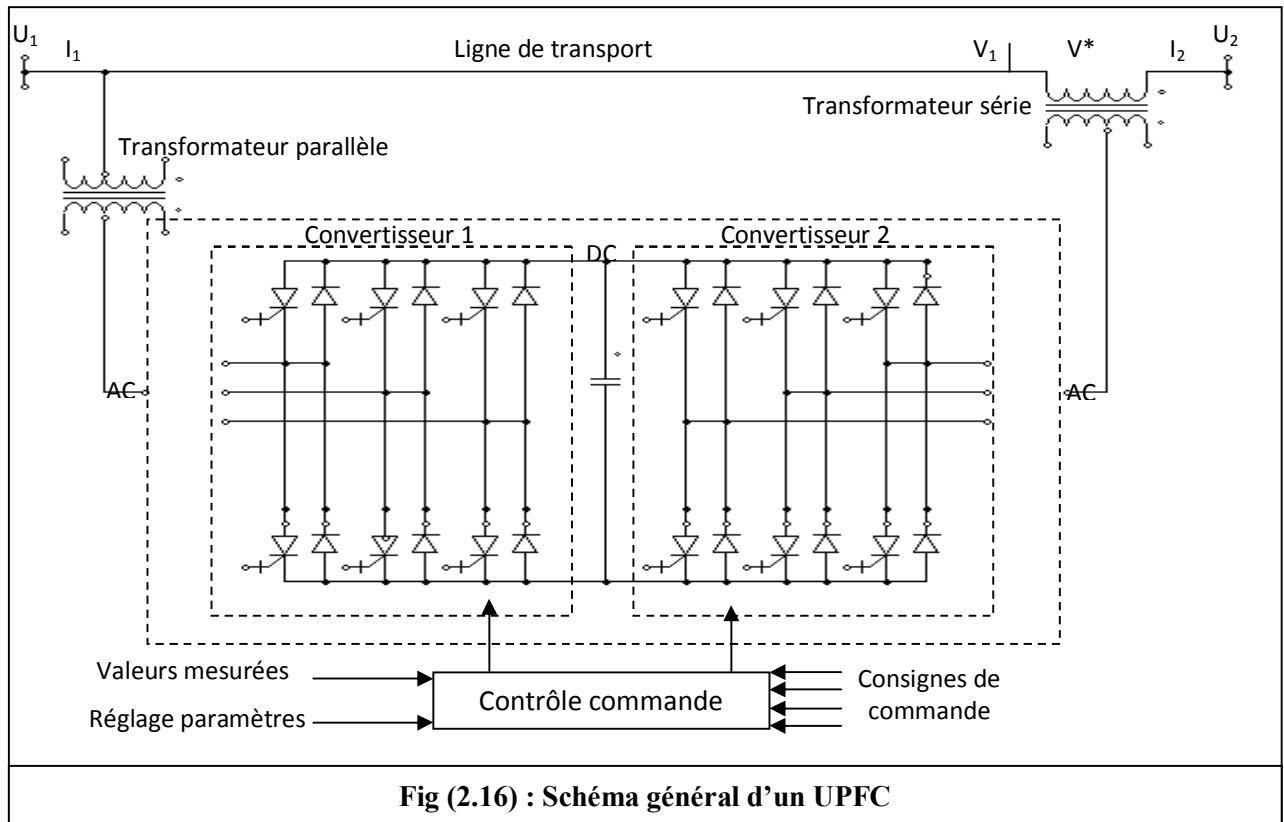 U1 I1 Ligne de transport V1 V* I2 U2
Transformateur série
Transformateur parallèle
Convertisseur 1 DC Convertisseur 2
AC AC
Valeurs mesurées
Réglage paramètres
Contrôle commande
Consignes de
commande
Fig (2.16) : Schéma général d’un UPFC